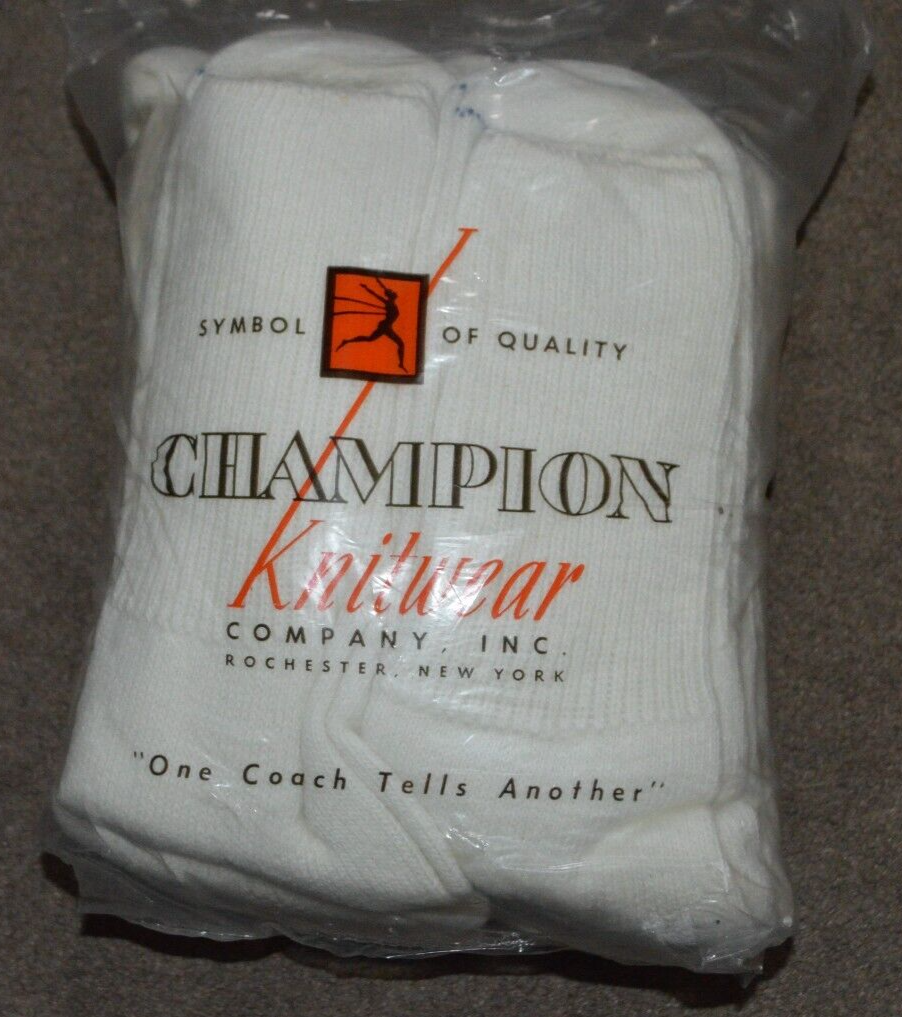 SYMBOL OF QUALITY
CHAMPION
Knitwear
COMPANY, INC.
ROCHESTER, NEW YORK
"One Coach Tells Another"